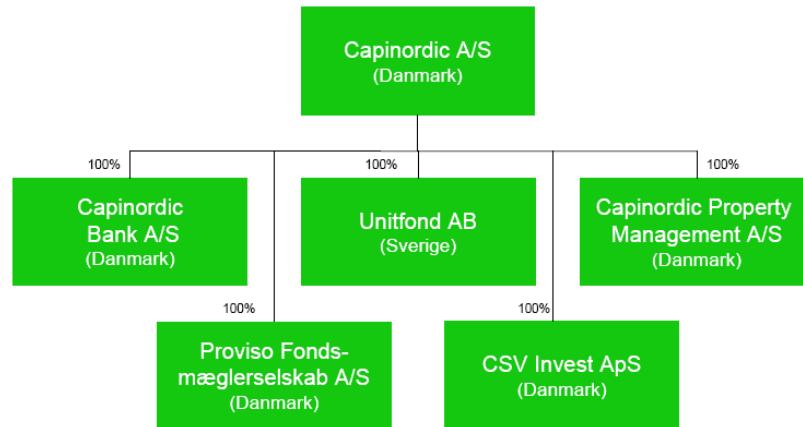 Capinordic A/S
(Danmark)
100%
100%
100%
Capinordic
Bank A/S
(Danmark)
Unitfond AB
(Sverige)
Capinordic Property
Management A/S
(Danmark)
100%
100%
Proviso Fonds-
mæglerselskab A/S
(Danmark)
CSV Invest ApS
(Danmark)